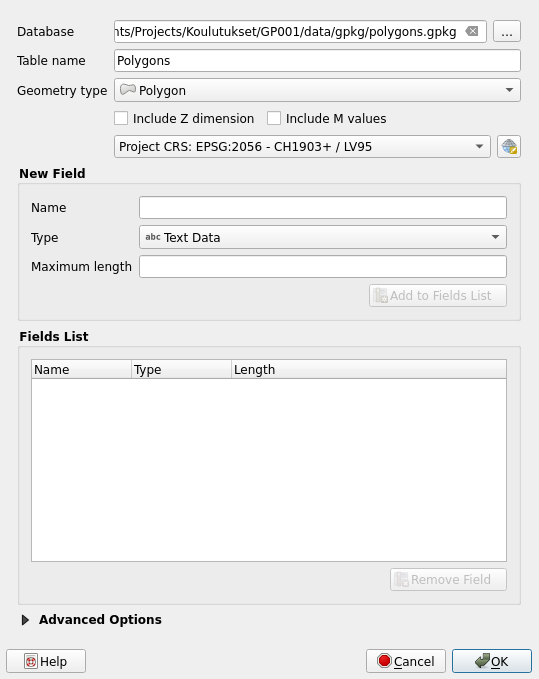 Database nts/Projects/Koulutukset/GP001/data/gpkg/polygons.gpkg ...
Table name Polygons
Geometry type Polygon
Include Z dimension Include M values
Project CRS: EPSG:2056 - CH1903+ / LV95
New Field
Name
Type abc Text Data
Maximum length
Add to Fields List
Fields List
Name Type Length
Remove Field
Advanced Options
Help Cancel OK